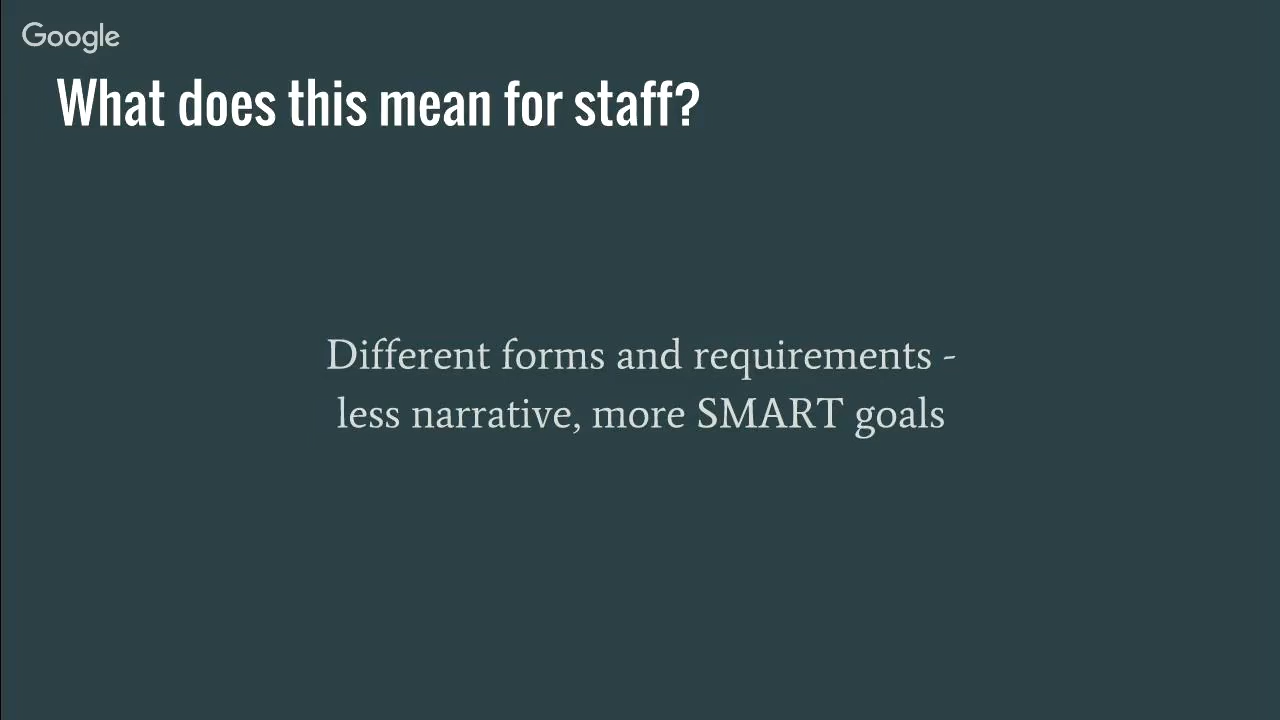 Google
What does this mean for staff?
Different forms and requirements -
less narrative, more SMART goals